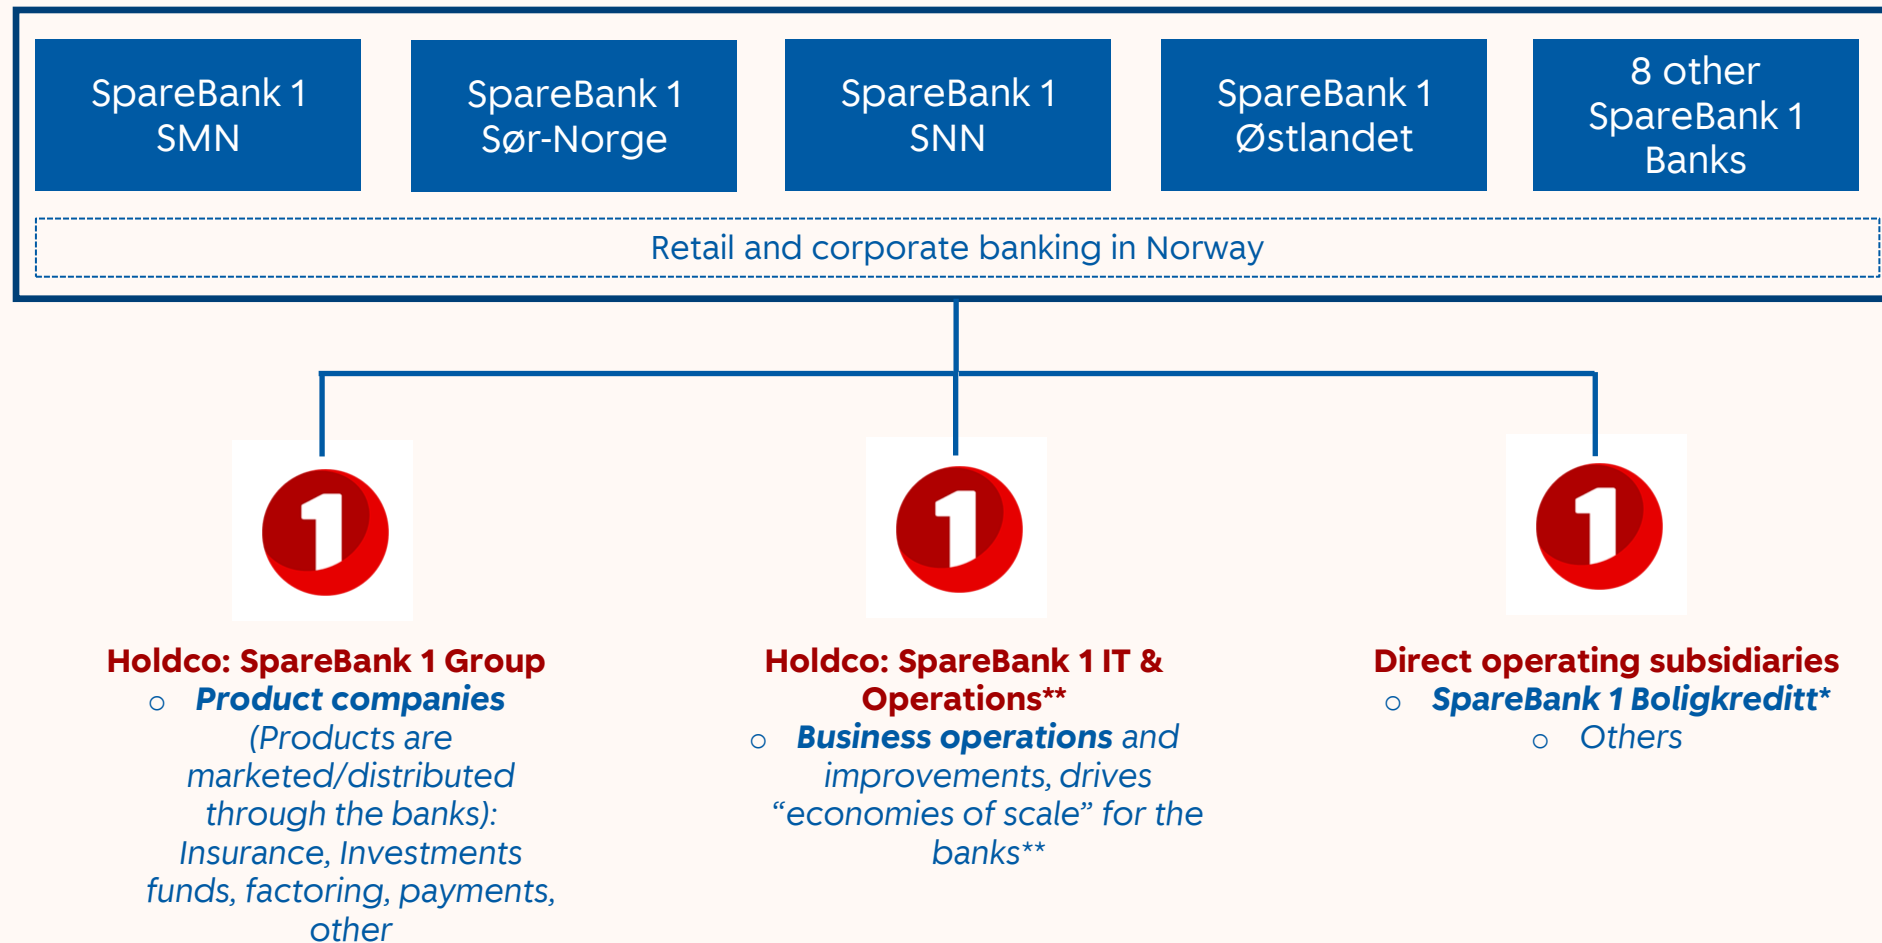 SpareBank 1
SMN
SpareBank 1
Sør-Norge
SpareBank 1
SNN
SpareBank 1
Østlandet
8 other
SpareBank 1
Banks
Retail and corporate banking in Norway
1
1
1
Holdco: SpareBank 1 Group
o Product companies
(Products are
marketed/distributed
through the banks):
Insurance, Investments
funds, factoring, payments,
other
Holdco: SpareBank 1 IT &
Operations**
o Business operations and
improvements, drives
“economies of scale” for the
banks**
Direct operating subsidiaries
o SpareBank 1 Boligkreditt*
o Others